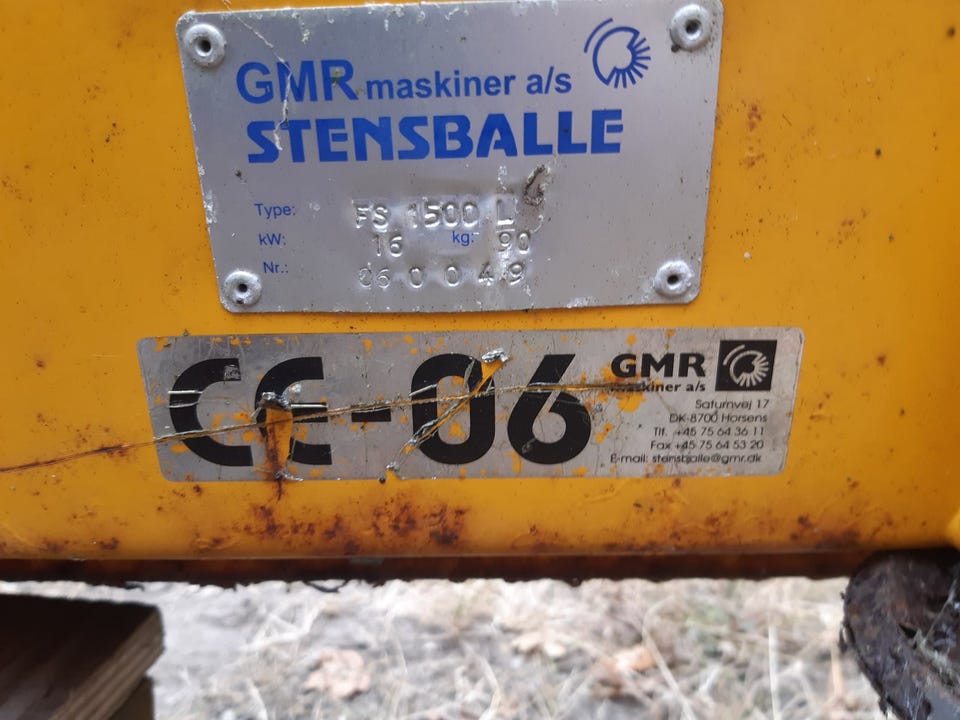 GMR maskiner a/s
STENSBALLE
Type: FS 1500 L
kW: 16 kg: 90
Nr.: 060049
CE-06
GMR
maskiner a/s
Saturnvej 17
DK-8700 Horsens
Tlf. +45 75 64 36 11
Fax +45 75 64 53 20
E-mail: stensballe@gmr.dk